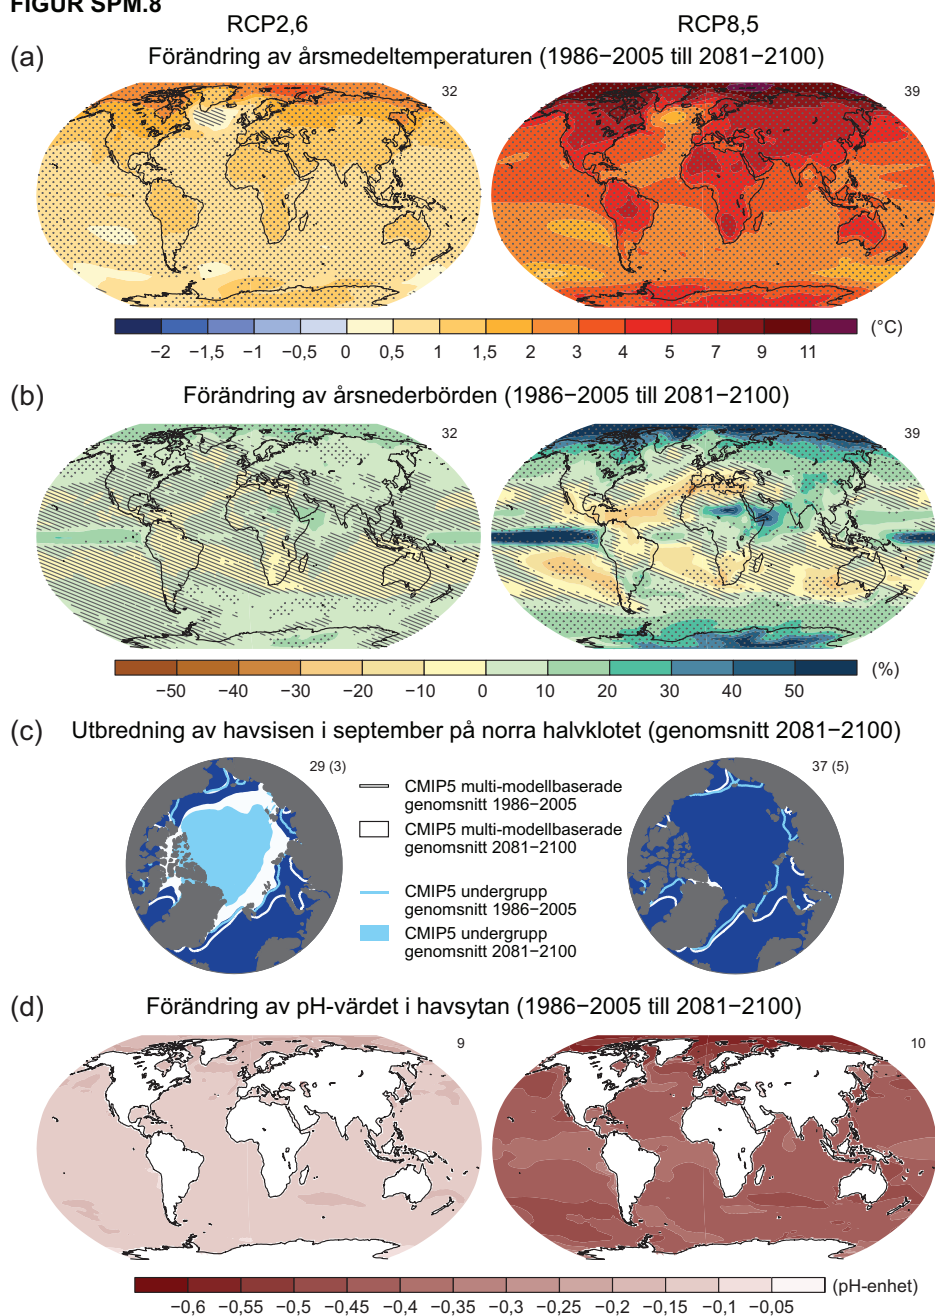 FIGUR SPM.8
RCP2,6 RCP8,5
(a) Förändring av årsmedeltemperaturen (1986−2005 till 2081−2100)
32 39
(°C)
−2 −1,5 −1 −0,5 0 0,5 1 1,5 2 3 4 5 7 9 11
(b) Förändring av årsnederbörden (1986−2005 till 2081−2100)
32 39
(%)
−50 −40 −30 −20 −10 0 10 20 30 40 50
(c) Utbredning av havsisen i september på norra halvklotet (genomsnitt 2081−2100)
29 (3) 37 (5)
CMIP5 multi-modellbaserade
genomsnitt 1986−2005
CMIP5 multi-modellbaserade
genomsnitt 2081−2100
CMIP5 undergrupp
genomsnitt 1986−2005
CMIP5 undergrupp
genomsnitt 2081−2100
(d) Förändring av pH-värdet i havsytan (1986−2005 till 2081−2100)
9 10
(pH-enhet)
−0,6 −0,55 −0,5 −0,45 −0,4 −0,35 −0,3 −0,25 −0,2 −0,15 −0,1 −0,05